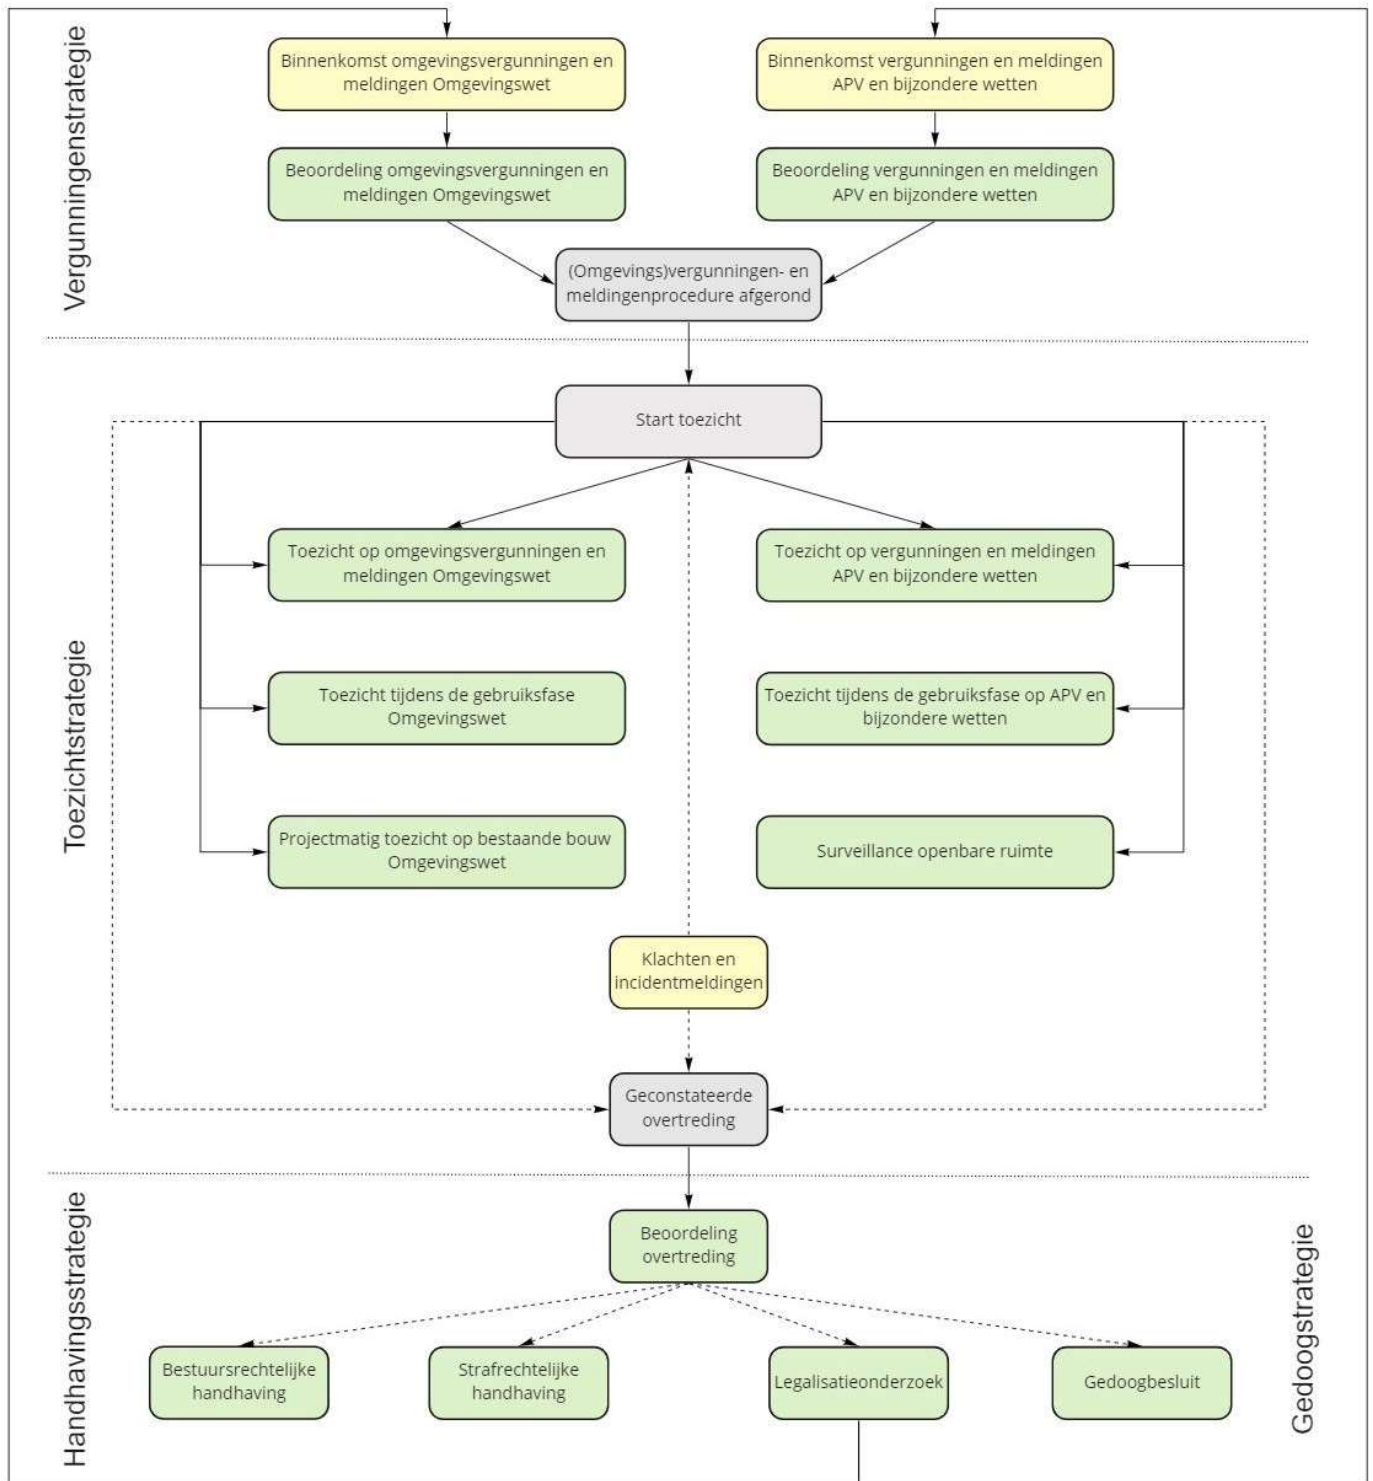 Vergunningenstrategie
Binnenkomst omgevingsvergunningen en
meldingen Omgevingswet
Binnenkomst vergunningen en meldingen
APV en bijzondere wetten
Beoordeling omgevingsvergunningen en
meldingen Omgevingswet
Beoordeling vergunningen en meldingen
APV en bijzondere wetten
(Omgevings)vergunningen- en
meldingenprocedure afgerond
Toezichtstrategie
Start toezicht
Toezicht op omgevingsvergunningen en
meldingen Omgevingswet
Toezicht op vergunningen en meldingen
APV en bijzondere wetten
Toezicht tijdens de gebruiksfase
Omgevingswet
Toezicht tijdens de gebruiksfase op APV en
bijzondere wetten
Projectmatig toezicht op bestaande bouw
Omgevingswet
Surveillance openbare ruimte
Klachten en
incidentmeldingen
Geconstateerde
overtreding
Handhavingsstrategie
Beoordeling
overtreding
Bestuursrechtelijke
handhaving
Strafrechtelijke
handhaving
Legalisatieonderzoek
Gedoogbesluit
Gedoogstrategie